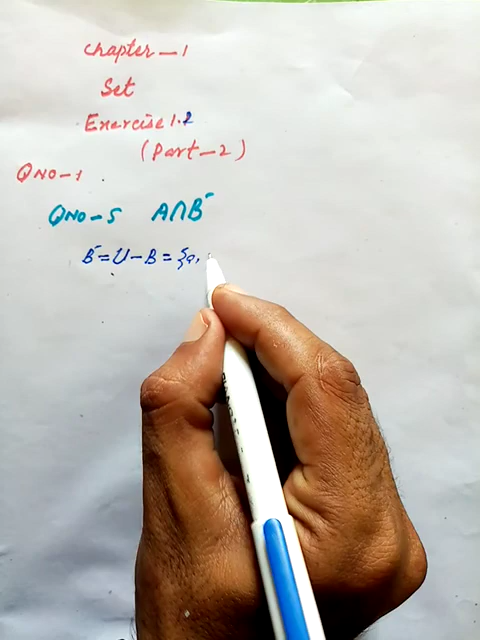 Chapter – 1
Set
Exercise 1.2
(Part – 2)
QNO – 1 .
QNO – 5 A∩B⁻
B⁻ = U – B = {a,